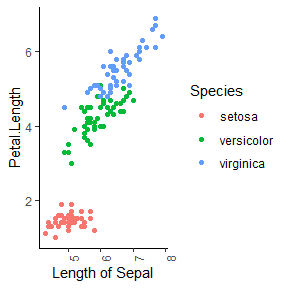 Petal.Length
6
4
2
5
6
7
8
Length of Sepal
Species
setosa
versicolor
virginica